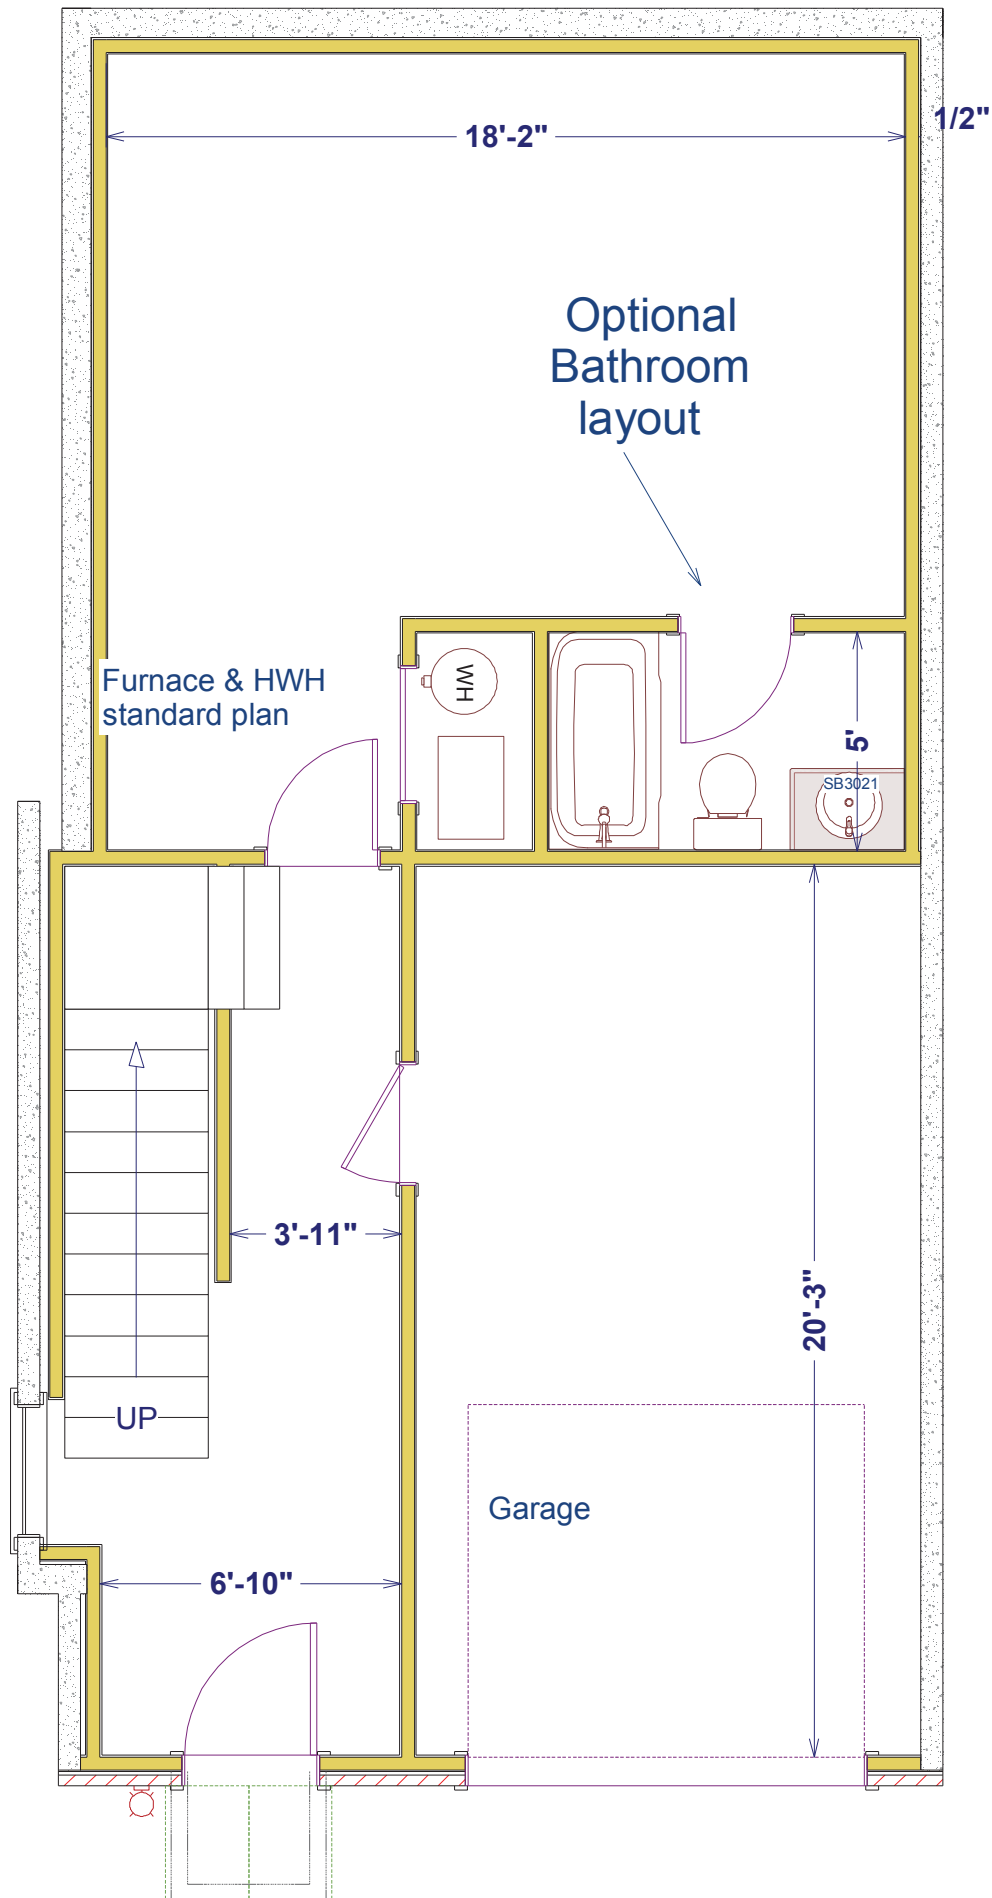 1/2"
18'-2"
Optional
Bathroom
layout
Furnace & HWH
standard plan
WH
5'
SB3021
3'-11"
20'-3"
UP
Garage
6'-10"